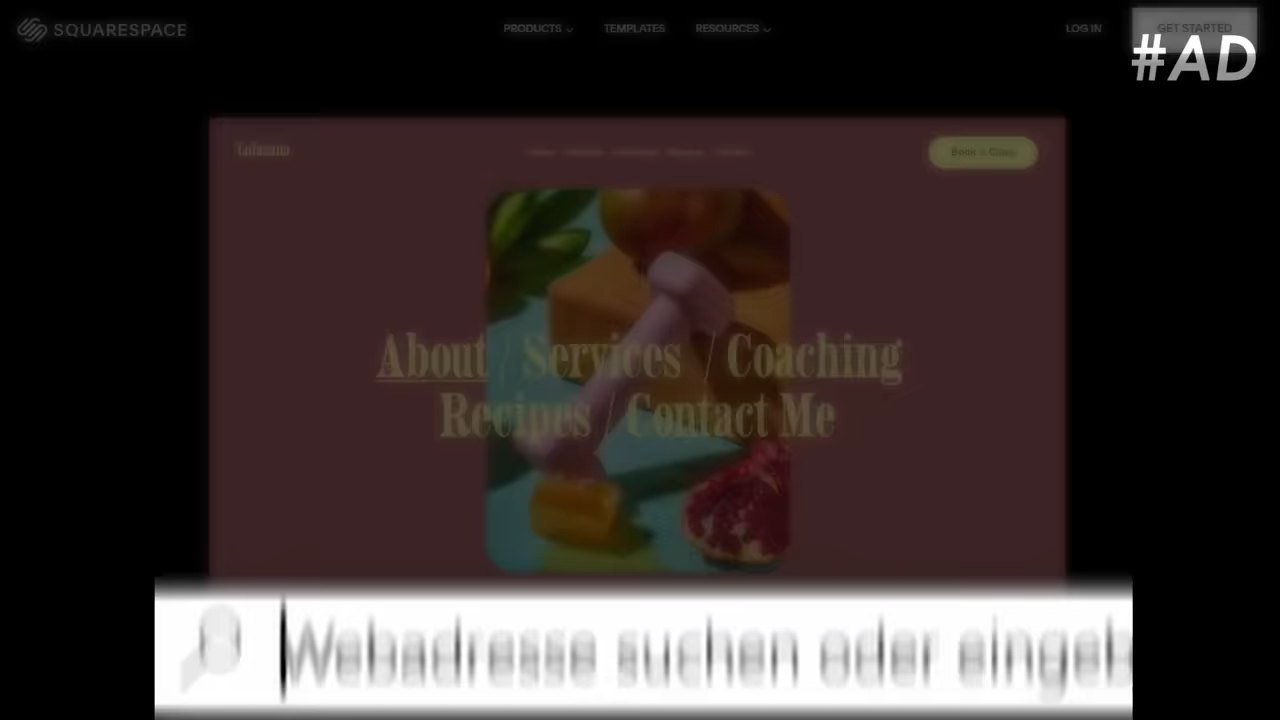 SQUARESPACE
PRODUCTS
TEMPLATES
RESOURCES
LOG IN
GET STARTED
#AD
About / Services / Coaching
Recipes / Contact Me
Webadresse suchen oder eingeb